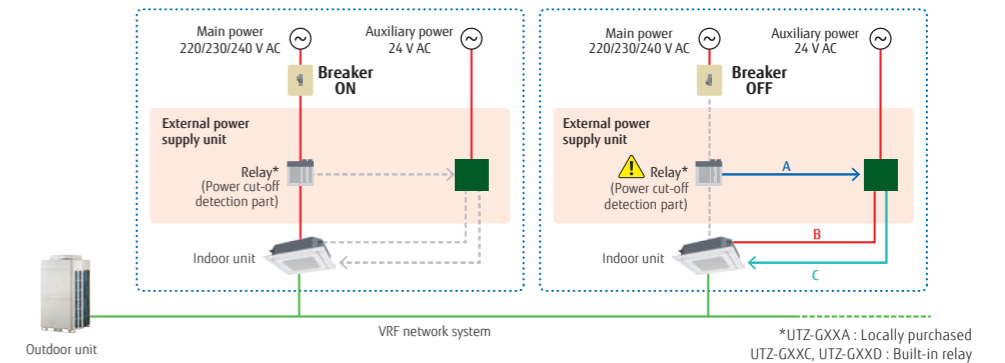 Main power
220/230/240 V AC
Auxiliary power
24 V AC
Breaker
ON
External power
supply unit
Relay*
(Power cut-off
detection part)
Indoor unit
Main power
220/230/240 V AC
Auxiliary power
24 V AC
Breaker
OFF
External power
supply unit
Relay*
(Power cut-off
detection part)
A
B
C
Indoor unit
Outdoor unit
VRF network system
*UTZ-GXXA : Locally purchased
UTZ-GXXC, UTZ-GXXD : Built-in relay